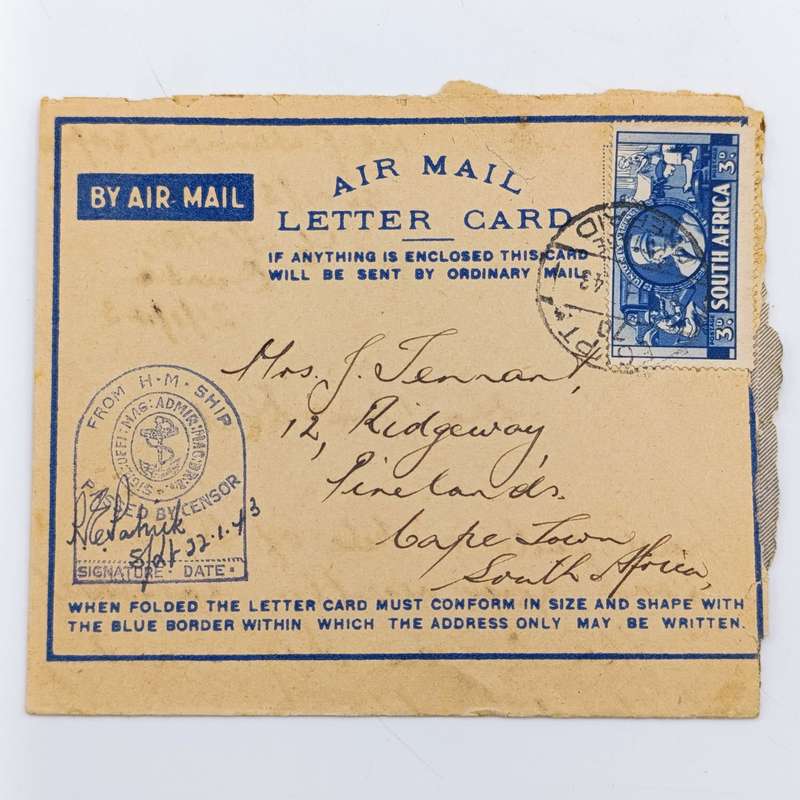 BY AIR MAIL
AIR MAIL
LETTER CARD
IF ANYTHING IS ENCLOSED THIS CARD
WILL BE SENT BY ORDINARY MAIL.
SOUTH AFRICA
3D
3D
POSTAGE
43
Mrs. J. Tennant,
12, Ridgeway,
Pinelands.
Cape Town
South Africa,
FROM H·M·SHIP
PASSED BY CENSOR
22.1.43
SIGNATURE· DATE·
WHEN FOLDED THE LETTER CARD MUST CONFORM IN SIZE AND SHAPE WITH
THE BLUE BORDER WITHIN WHICH THE ADDRESS ONLY MAY BE WRITTEN.